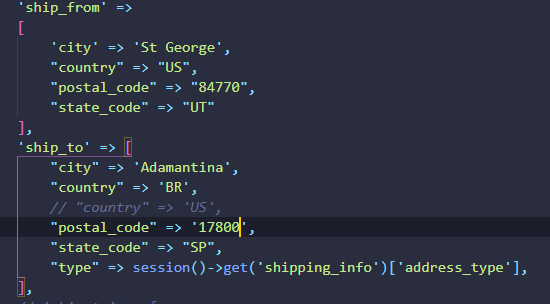 'ship_from' =>
[
'city' => 'St George',
"country" => "US",
"postal_code" => "84770",
"state_code" => "UT"
],
'ship_to' => [
"city" => 'Adamantina',
"country" => 'BR',
// "country" => 'US',
"postal_code" => '17800',
"state_code" => "SP",
"type" => session()->get('shipping_info')['address_type'],
],